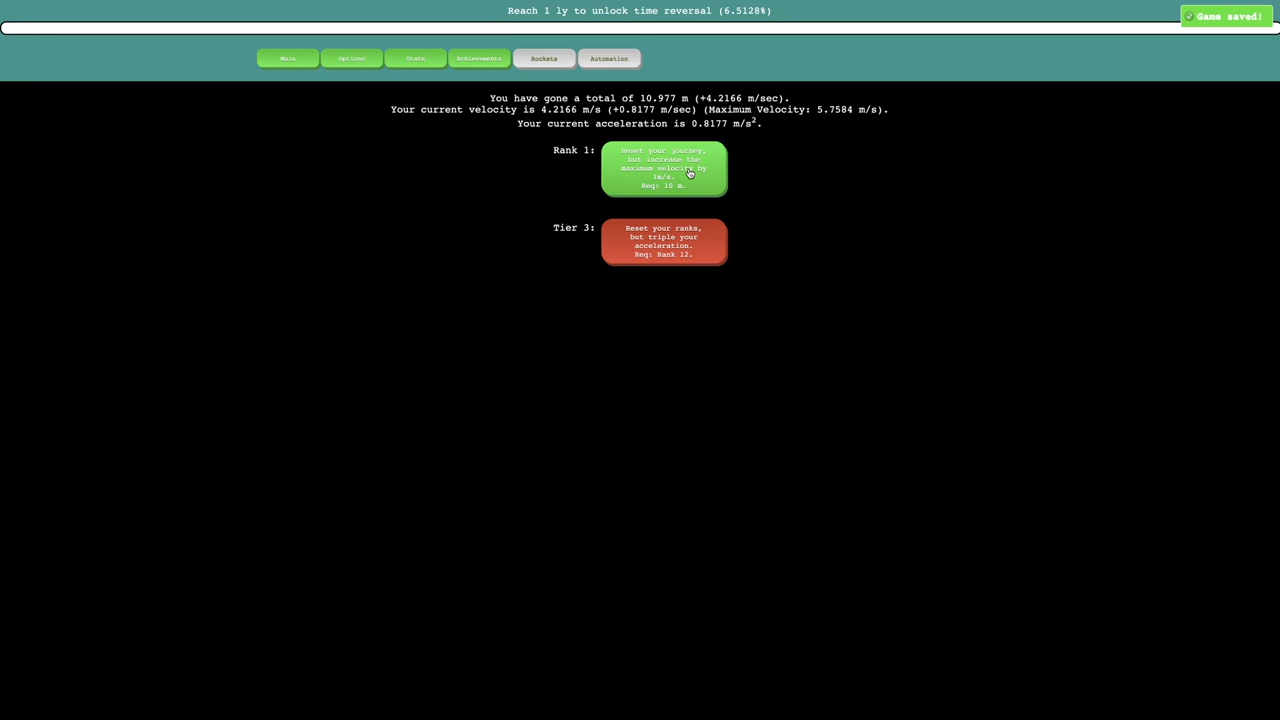 Reach 1 ly to unlock time reversal (6.5128%)
Game saved!
Main
Options
Stats
Achievements
Rockets
Automation
You have gone a total of 10.977 m (+4.2166 m/sec).
Your current velocity is 4.2166 m/s (+0.8177 m/sec) (Maximum Velocity: 5.7584 m/s).
Your current acceleration is 0.8177 m/s².
Rank 1:
Reset your journey,
but increase the
maximum velocity by
1m/s.
Req: 10 m.
Tier 3:
Reset your ranks,
but triple your
acceleration.
Req: Rank 12.